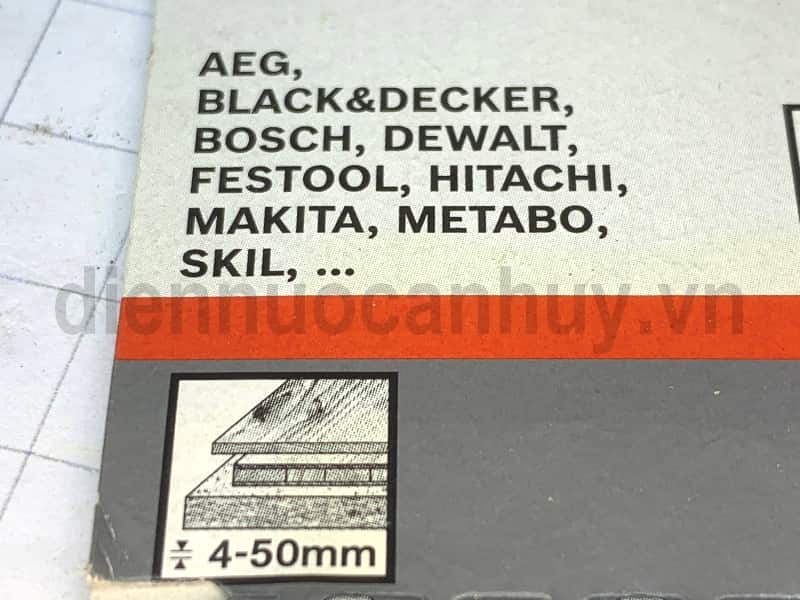 AEG,
BLACK&DECKER,
BOSCH, DEWALT,
FESTOOL, HITACHI,
MAKITA, METABO,
SKIL, ...
diennuocanhuy.vn
4-50mm